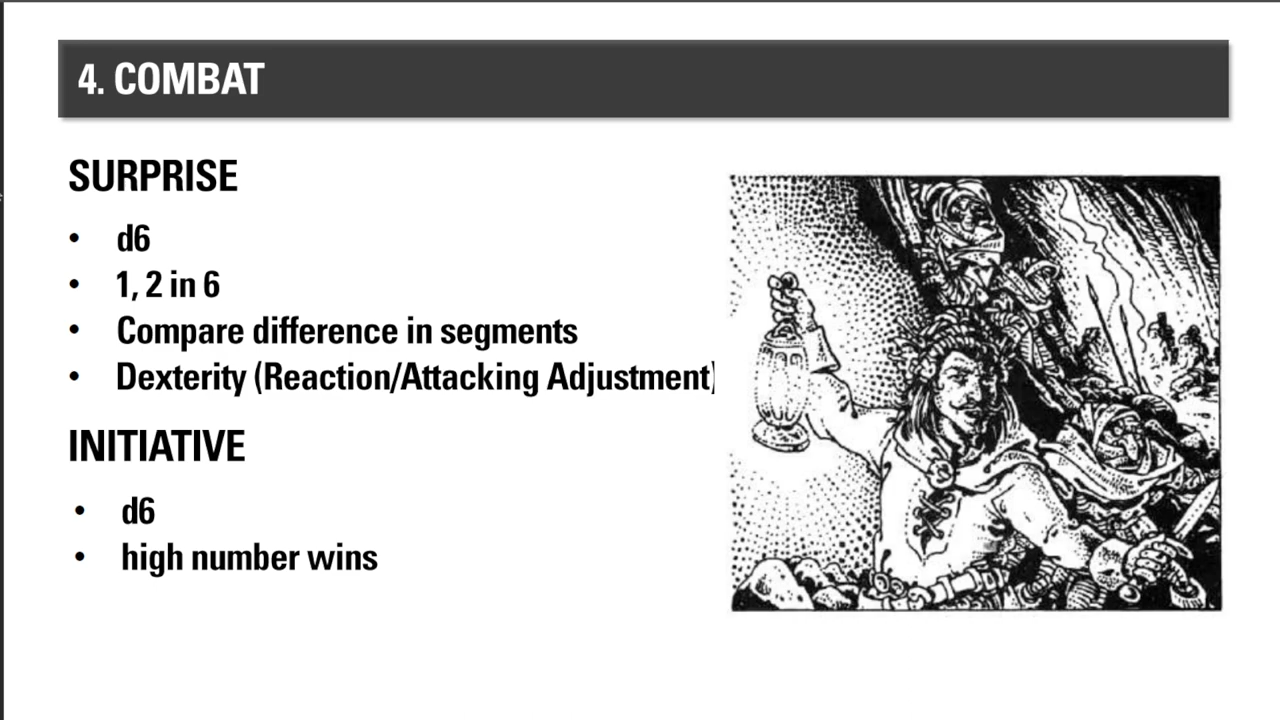 4. COMBAT
SURPRISE
• d6
• 1, 2 in 6
• Compare difference in segments
• Dexterity (Reaction/Attacking Adjustment)
INITIATIVE
• d6
• high number wins